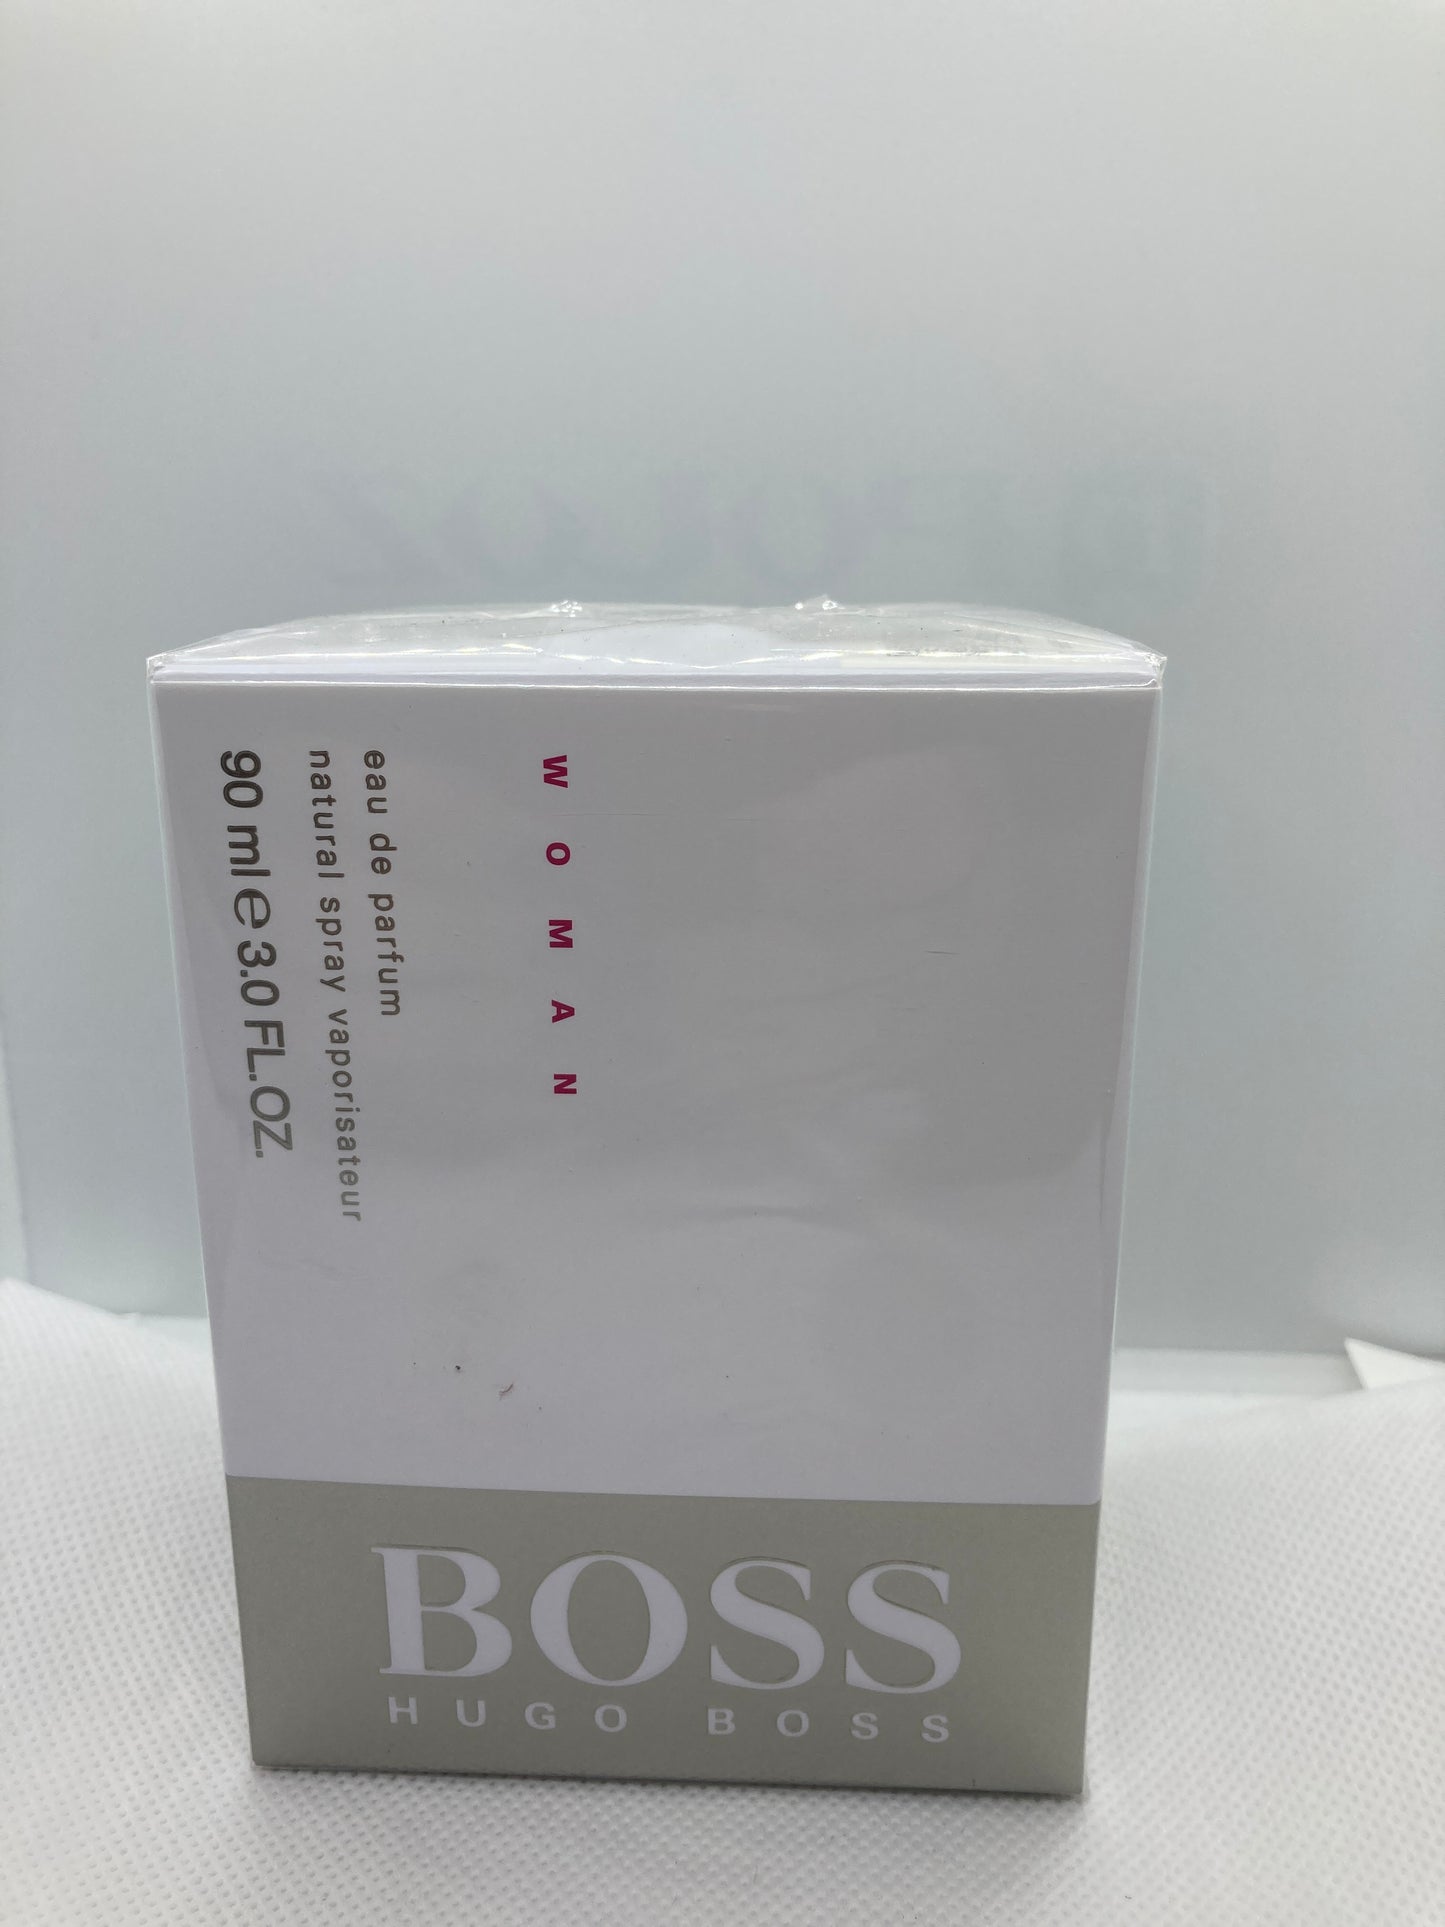 WOMAN
eau de parfum
natural spray vaporisateur
90 ml e 3.0 FL.OZ.
BOSS
HUGO BOSS